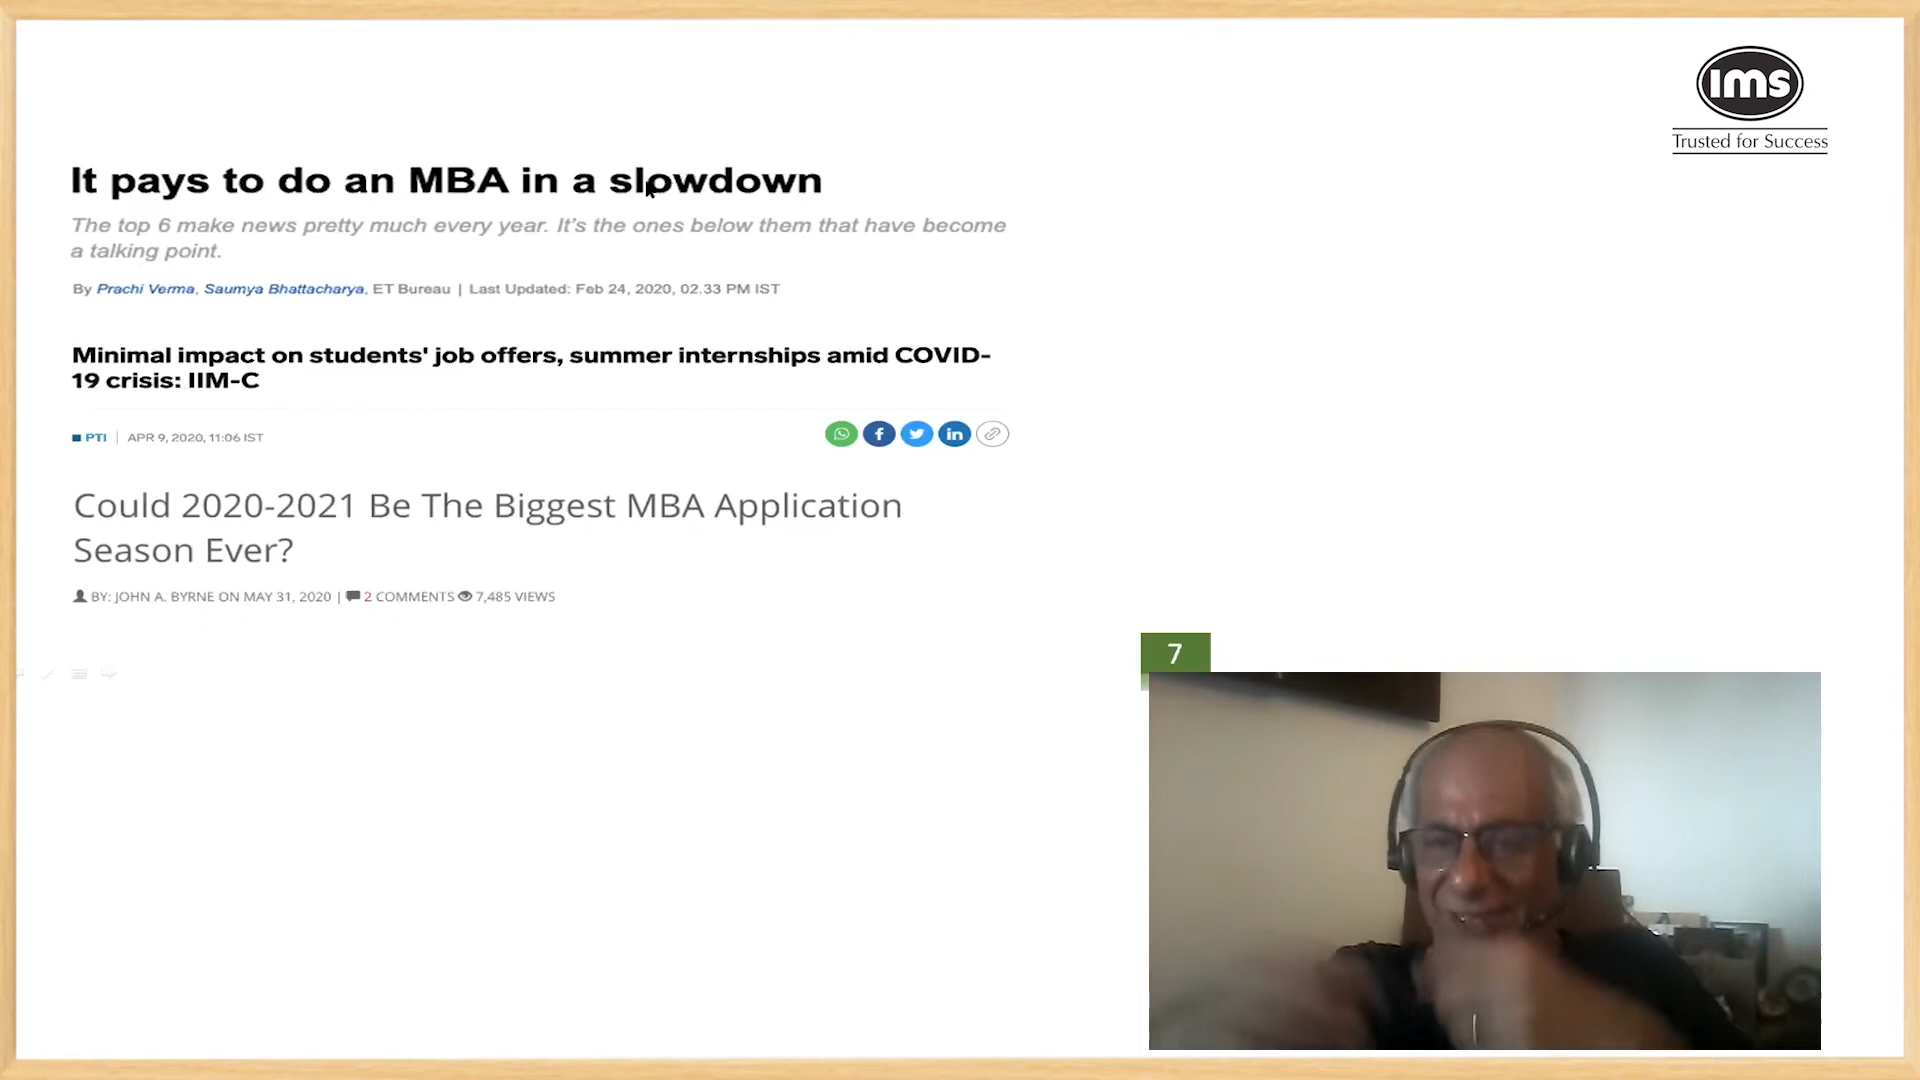 ims
Trusted for Success
It pays to do an MBA in a slowdown
The top 6 make news pretty much every year. It's the ones below them that have become
a talking point.
By Prachi Verma, Saumya Bhattacharya, ET Bureau | Last Updated: Feb 24, 2020, 02.33 PM IST
Minimal impact on students' job offers, summer internships amid COVID-
19 crisis: IIM-C
PTI | APR 9, 2020, 11:06 IST
f in
Could 2020-2021 Be The Biggest MBA Application
Season Ever?
BY: JOHN A. BYRNE ON MAY 31, 2020 | 2 COMMENTS 7,485 VIEWS
7